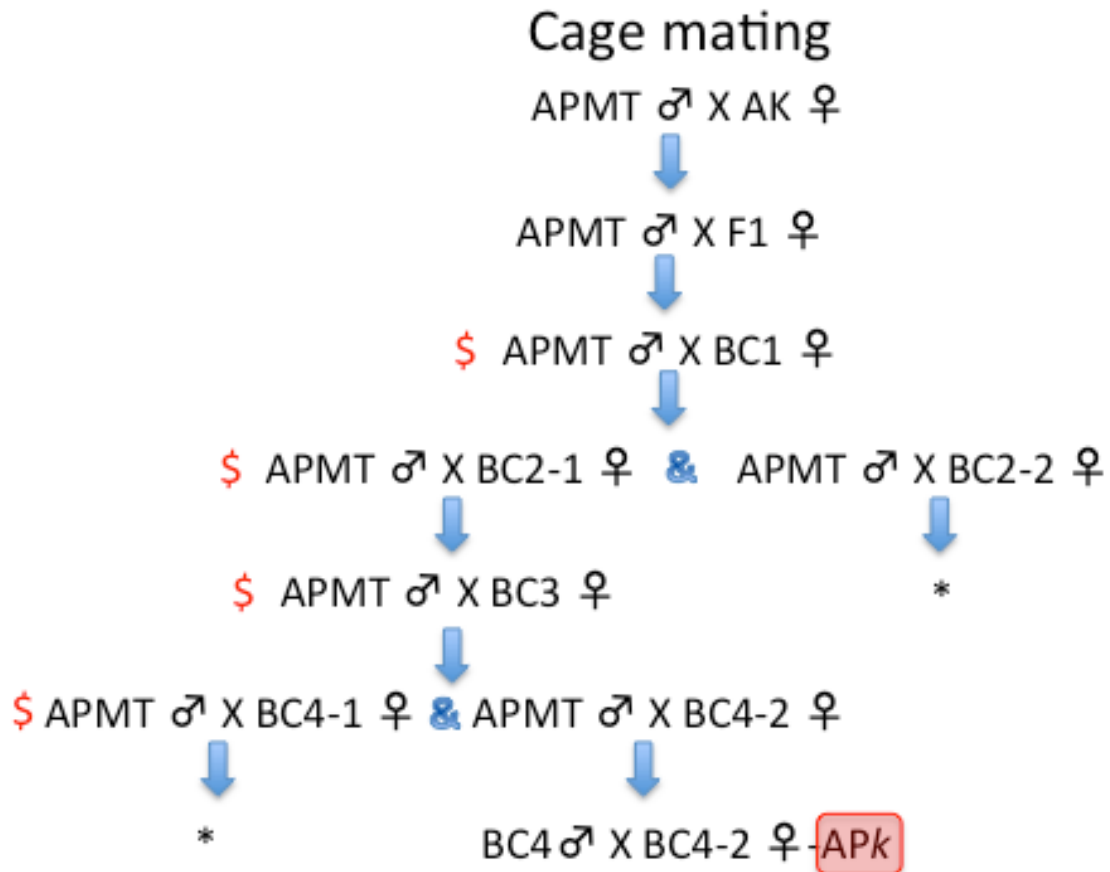 Cage mating
APMT ♂ X AK ♀
APMT ♂ X F1 ♀
$ APMT ♂ X BC1 ♀
$ APMT ♂ X BC2-1 ♀ & APMT ♂ X BC2-2 ♀
$ APMT ♂ X BC3 ♀ *
$ APMT ♂ X BC4-1 ♀ & APMT ♂ X BC4-2 ♀
* BC4 ♂ X BC4-2 ♀-APk